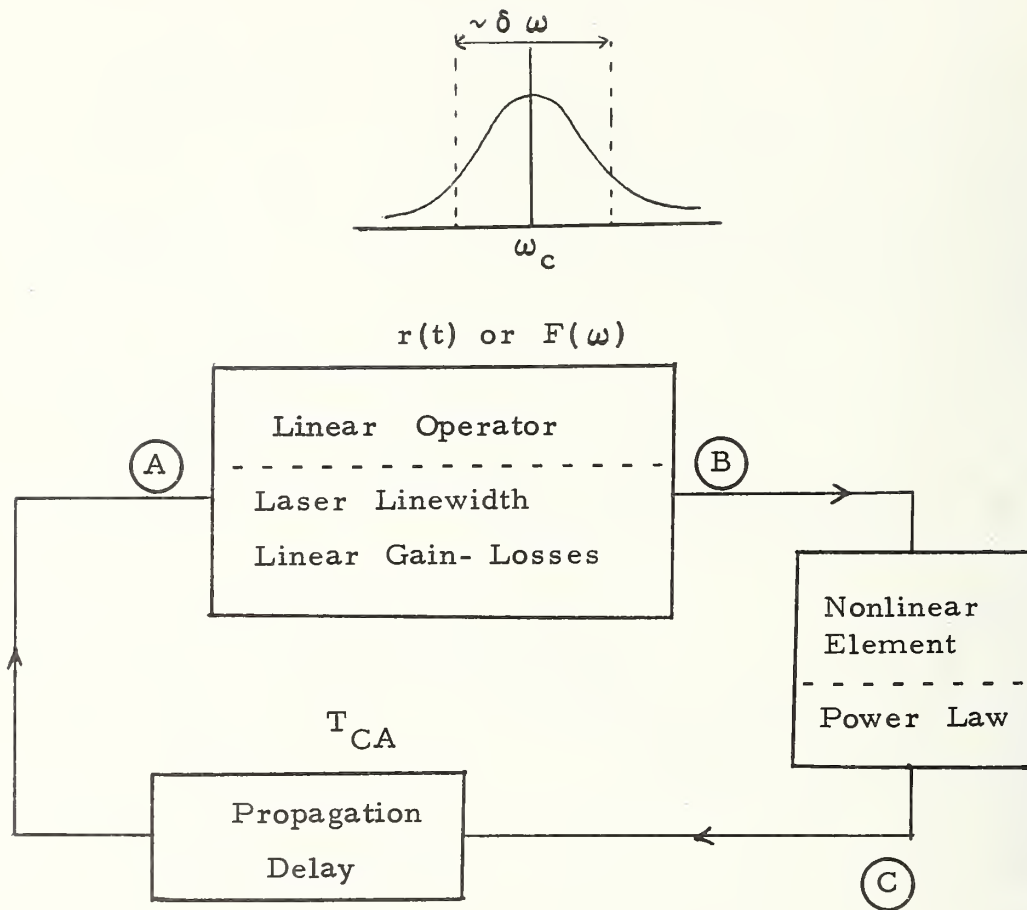 ~ δ ω
ω_c
r(t) or F(ω)
Linear Operator
A
B
Laser Linewidth
Linear Gain- Losses
Nonlinear
Element
Power Law
T_CA
Propagation
Delay
C